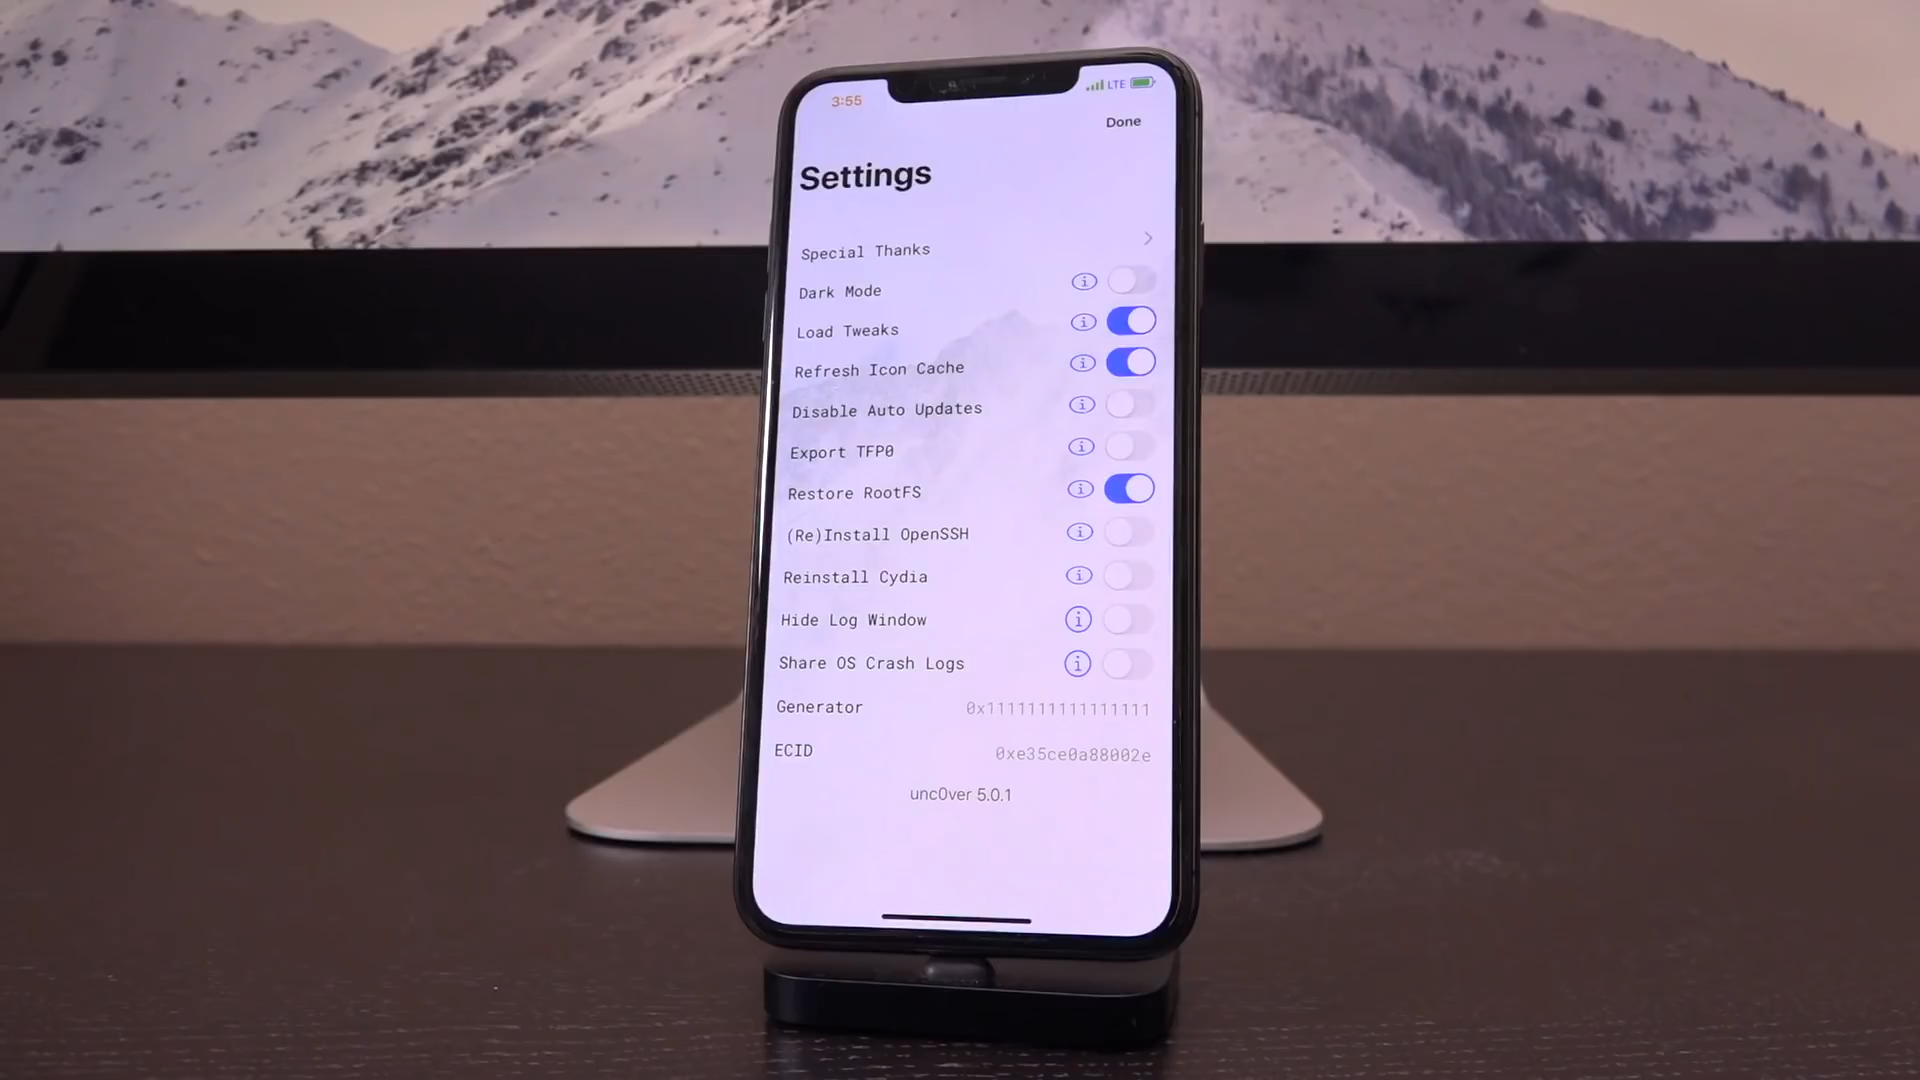 3:55
LTE
Done
Settings
Special Thanks
Dark Mode
Load Tweaks
Refresh Icon Cache
Disable Auto Updates
Export TFP0
Restore RootFS
(Re)Install OpenSSH
Reinstall Cydia
Hide Log Window
Share OS Crash Logs
Generator 0x1111111111111111
ECID 0xe35ce0a88002e
unc0ver 5.0.1